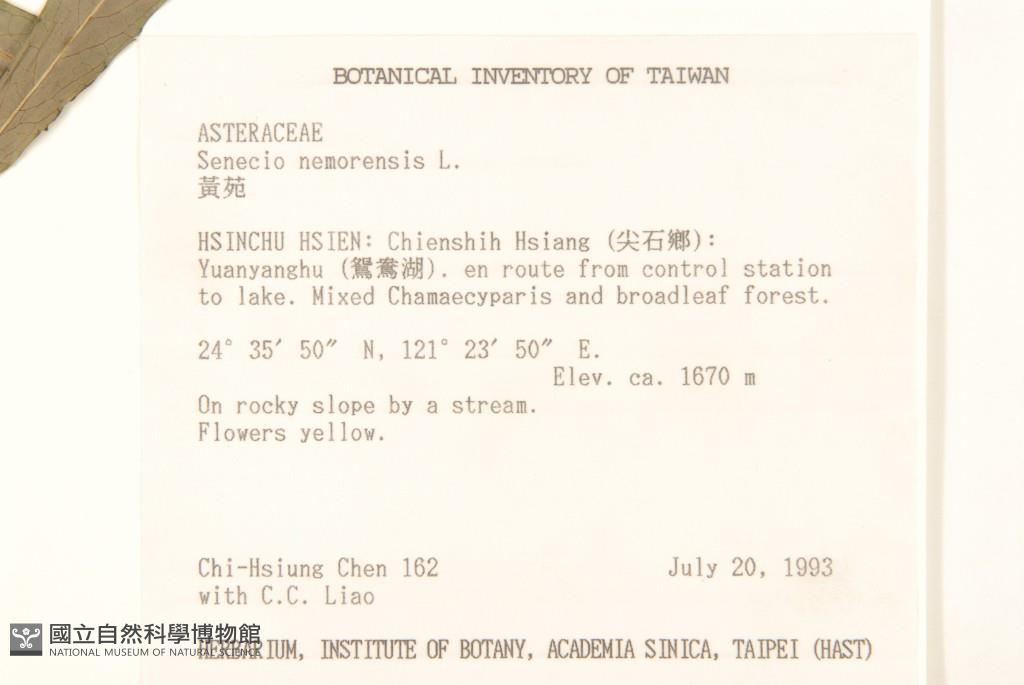 BOTANICAL INVENTORY OF TAIWAN
ASTERACEAE
Senecio nemorensis L.
黃苑
HSINCHU HSIEN: Chienshih Hsiang (尖石鄉):
Yuanyanghu (鴛鴦湖). en route from control station
to lake. Mixed Chamaecyparis and broadleaf forest.
24° 35′ 50″ N, 121° 23′ 50″ E.
Elev. ca. 1670 m
On rocky slope by a stream.
Flowers yellow.
Chi-Hsiung Chen 162 July 20, 1993
with C.C. Liao
國立自然科學博物館
NATIONAL MUSEUM OF NATURAL SCIENCE
HERBARIUM, INSTITUTE OF BOTANY, ACADEMIA SINICA, TAIPEI (HAST)